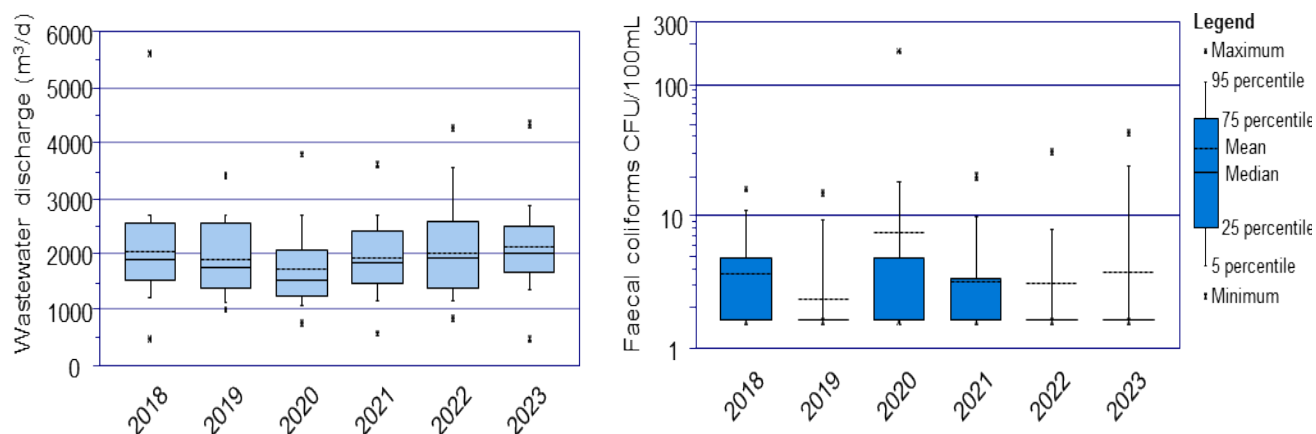 Wastewater discharge (m³/d)
6000
5000
4000
3000
2000
1000
0
2018
2019
2020
2021
2022
2023
Faecal coliforms CFU/100mL
300
100
10
1
2018
2019
2020
2021
2022
2023
Legend
Maximum
95 percentile
75 percentile
Mean
Median
25 percentile
5 percentile
Minimum